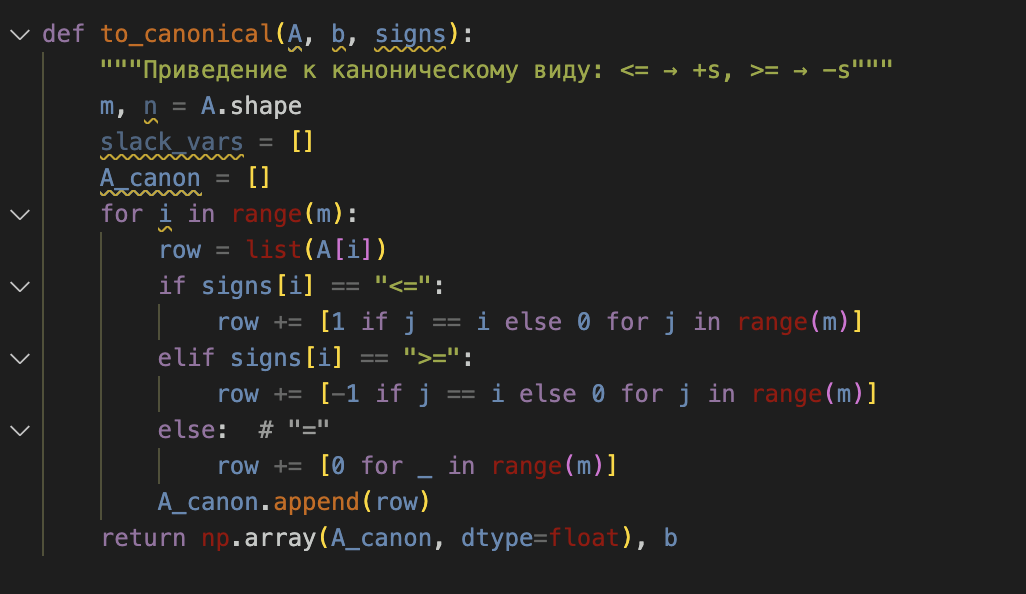 def to_canonical(A, b, signs):
    """Приведение к каноническому виду: <= → +s, >= → −s"""
    m, n = A.shape
    slack_vars = []
    A_canon = []
    for i in range(m):
        row = list(A[i])
        if signs[i] == "<=":
            row += [1 if j == i else 0 for j in range(m)]
        elif signs[i] == ">=":
            row += [-1 if j == i else 0 for j in range(m)]
        else:  # "="
            row += [0 for _ in range(m)]
        A_canon.append(row)
    return np.array(A_canon, dtype=float), b